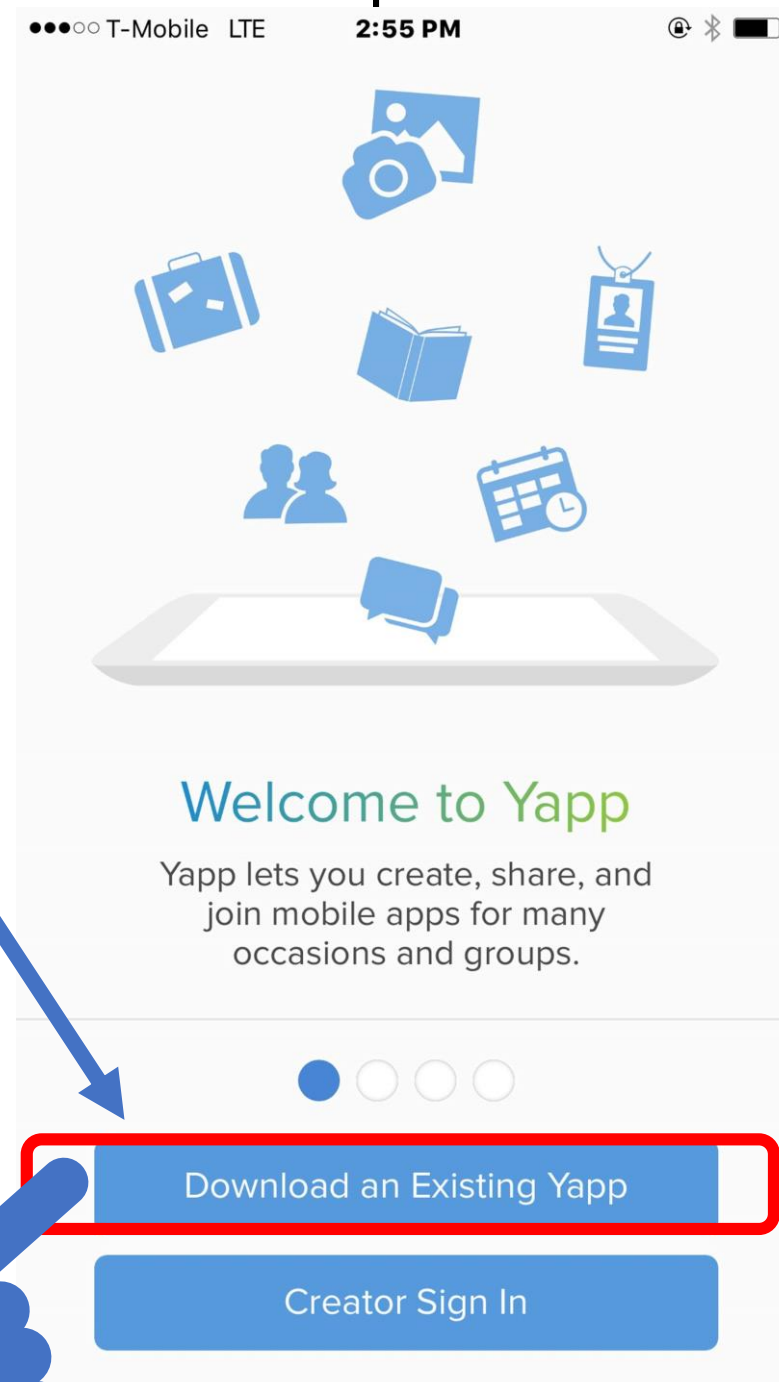 T-Mobile LTE 2:55 PM
Welcome to Yapp
Yapp lets you create, share, and
join mobile apps for many
occasions and groups.
Download an Existing Yapp
Creator Sign In